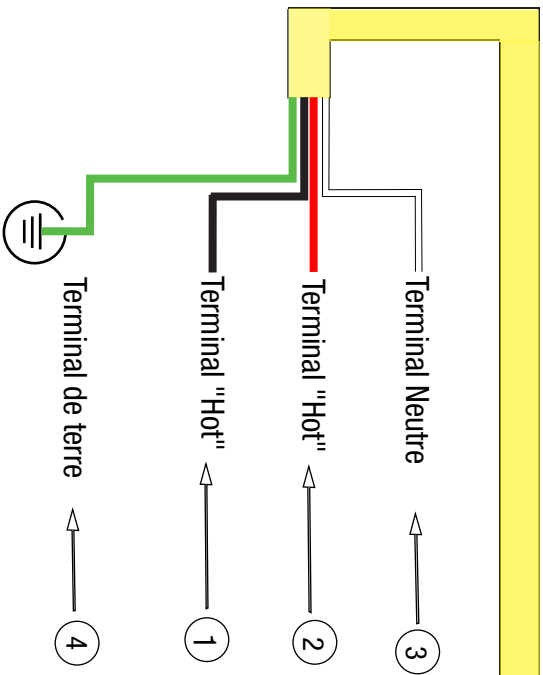 Terminal Neutre
3
Terminal "Hot"
2
Terminal "Hot"
1
Terminal de terre
4